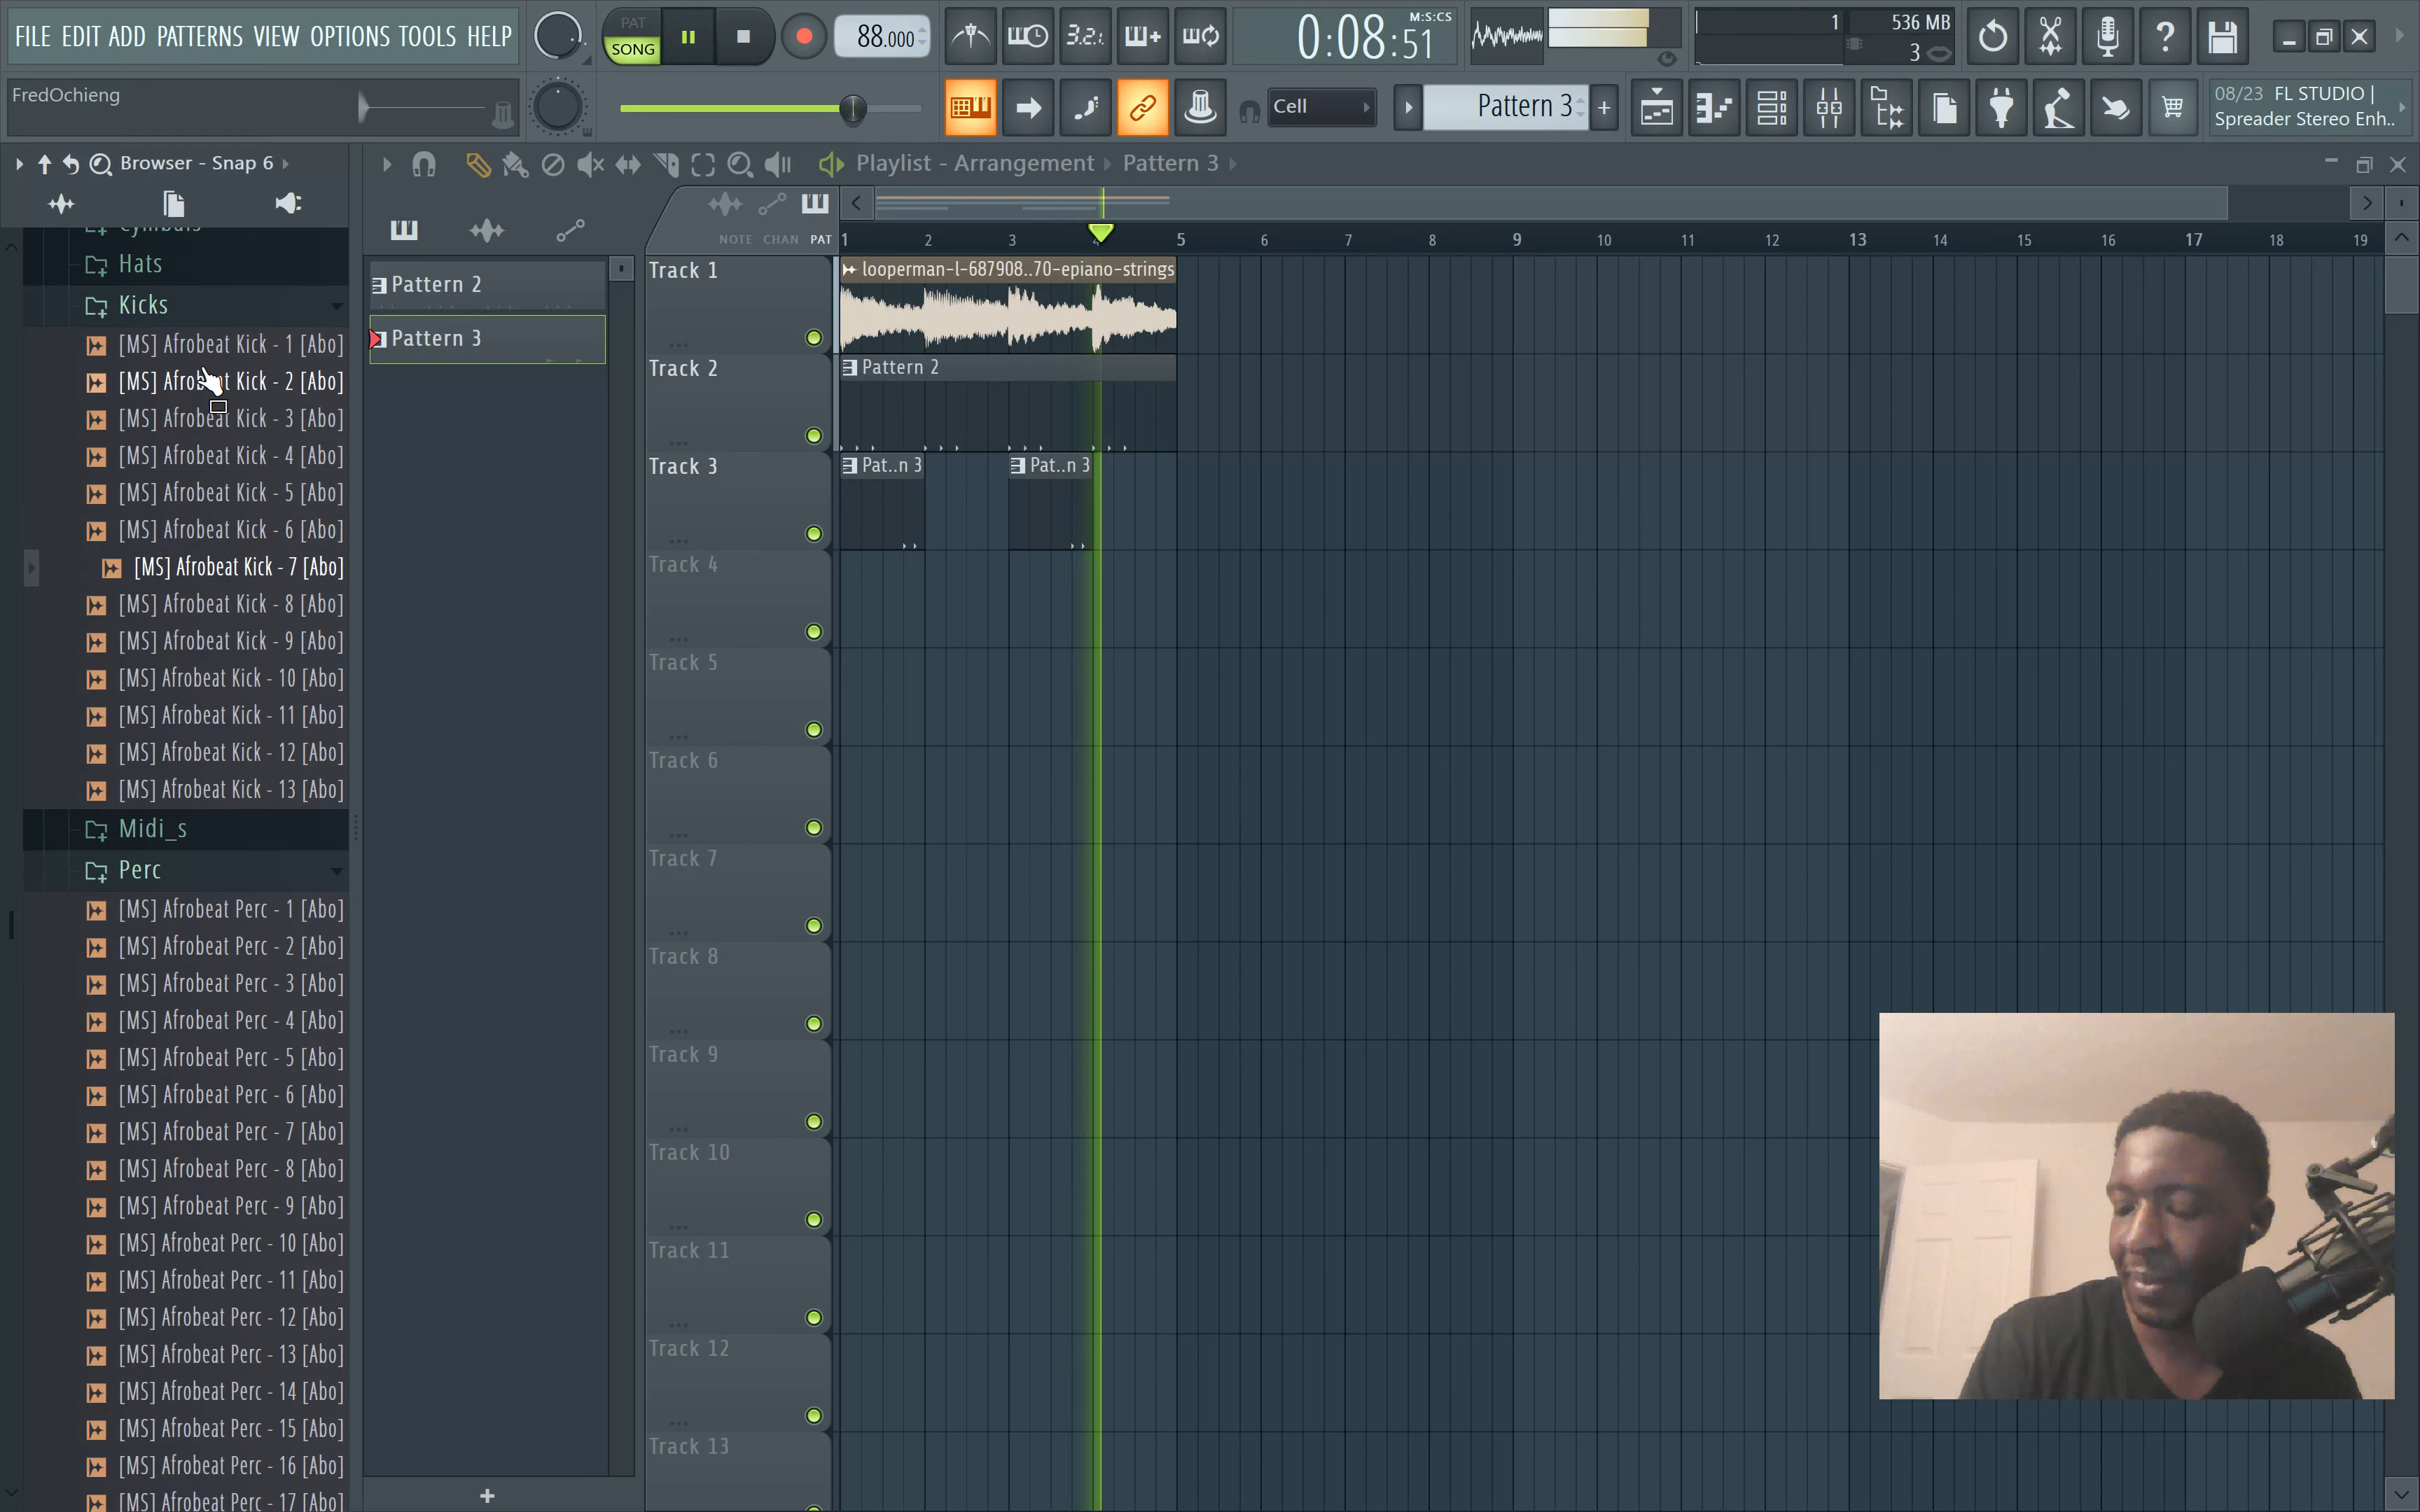 FILE EDIT ADD PATTERNS VIEW OPTIONS TOOLS HELP
PAT
SONG
88.000
3.2.
M:S:CS
0:08:51
1
536 MB
3
FredOchieng
Cell
Pattern 3
+
08/23 FL STUDIO |
Spreader Stereo Enh..
Browser - Snap 6
Playlist - Arrangement
Pattern 3
NOTE CHAN PAT
1 2 3 4 5 6 7 8 9 10 11 12 13 14 15 16 17 18 19
Hats
Kicks
[MS] Afrobeat Kick - 1 [Abo]
[MS] Afrobeat Kick - 2 [Abo]
[MS] Afrobeat Kick - 3 [Abo]
[MS] Afrobeat Kick - 4 [Abo]
[MS] Afrobeat Kick - 5 [Abo]
[MS] Afrobeat Kick - 6 [Abo]
[MS] Afrobeat Kick - 7 [Abo]
[MS] Afrobeat Kick - 8 [Abo]
[MS] Afrobeat Kick - 9 [Abo]
[MS] Afrobeat Kick - 10 [Abo]
[MS] Afrobeat Kick - 11 [Abo]
[MS] Afrobeat Kick - 12 [Abo]
[MS] Afrobeat Kick - 13 [Abo]
Midi_s
Perc
[MS] Afrobeat Perc - 1 [Abo]
[MS] Afrobeat Perc - 2 [Abo]
[MS] Afrobeat Perc - 3 [Abo]
[MS] Afrobeat Perc - 4 [Abo]
[MS] Afrobeat Perc - 5 [Abo]
[MS] Afrobeat Perc - 6 [Abo]
[MS] Afrobeat Perc - 7 [Abo]
[MS] Afrobeat Perc - 8 [Abo]
[MS] Afrobeat Perc - 9 [Abo]
[MS] Afrobeat Perc - 10 [Abo]
[MS] Afrobeat Perc - 11 [Abo]
[MS] Afrobeat Perc - 12 [Abo]
[MS] Afrobeat Perc - 13 [Abo]
[MS] Afrobeat Perc - 14 [Abo]
[MS] Afrobeat Perc - 15 [Abo]
[MS] Afrobeat Perc - 16 [Abo]
[MS] Afrobeat Perc - 17 [Abo]
Pattern 2
Pattern 3
+
Track 1
looperman-l-687908..70-epiano-strings
Track 2
Pattern 2
Track 3
Pat..n 3
Pat..n 3
Track 4
Track 5
Track 6
Track 7
Track 8
Track 9
Track 10
Track 11
Track 12
Track 13